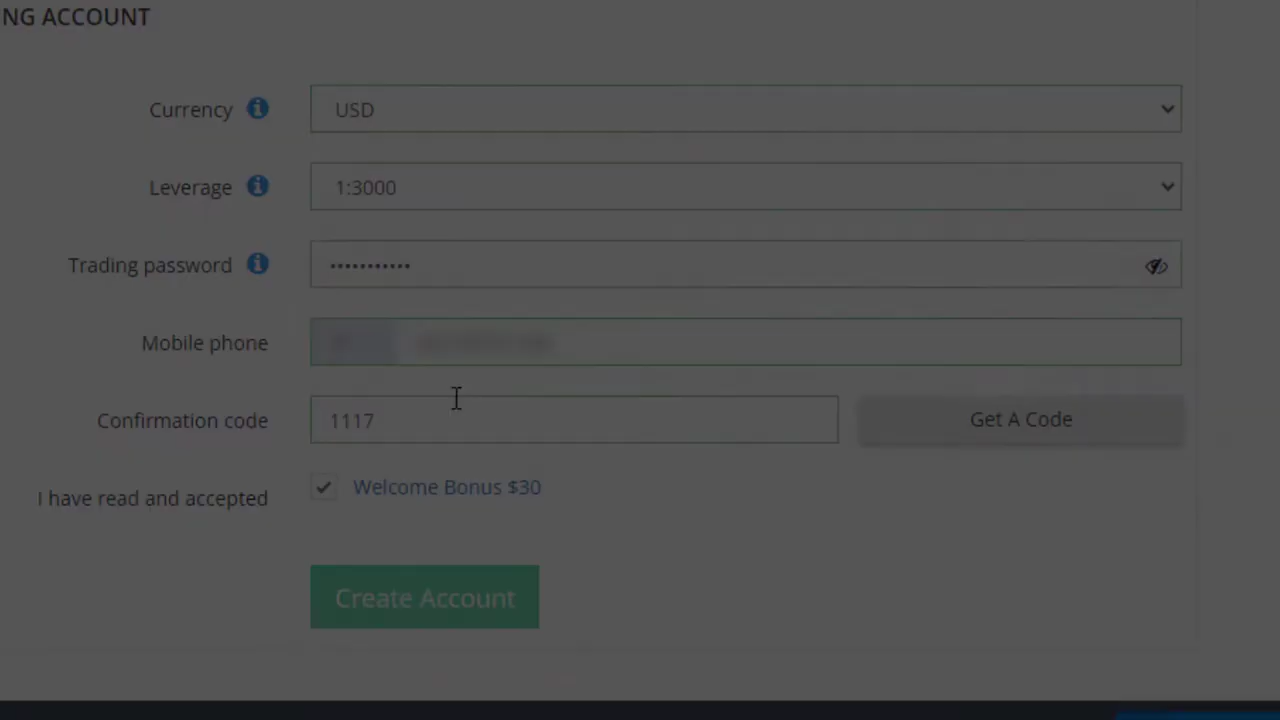 NG ACCOUNT
Currency
USD
Leverage
1:3000
Trading password
•••••••••••
Mobile phone
Confirmation code
1117
Get A Code
I have read and accepted
Welcome Bonus $30
Create Account